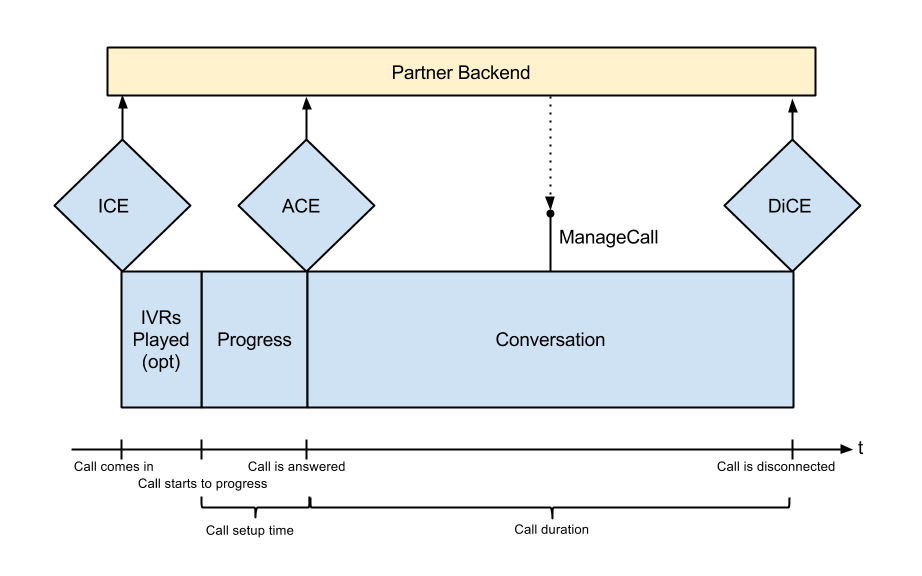 Partner Backend
ICE
ACE
DiCE
ManageCall
IVRs
Played
(opt)
Progress
Conversation
t
Call comes in
Call is answered
Call is disconnected
Call starts to progress
Call setup time
Call duration